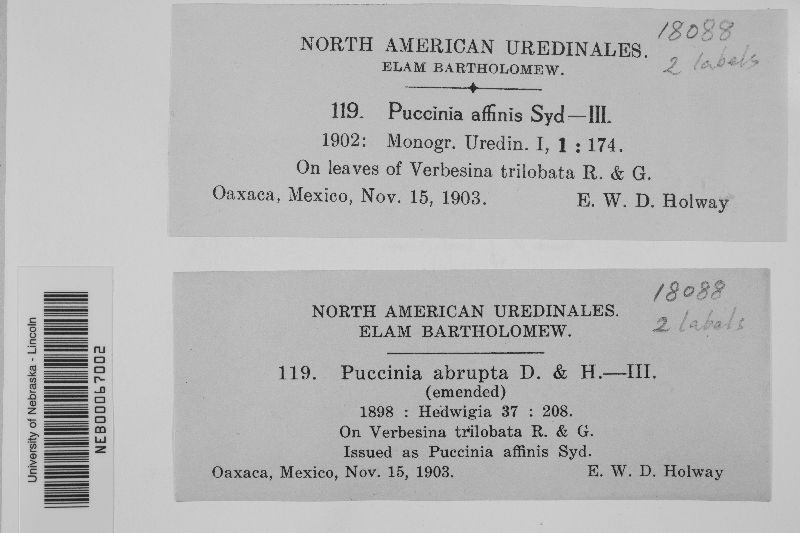 18088
2 labels
NORTH AMERICAN UREDINALES.
ELAM BARTHOLOMEW.
119. Puccinia affinis Syd—III.
1902: Monogr. Uredin. I, 1 : 174.
On leaves of Verbesina trilobata R. & G.
Oaxaca, Mexico, Nov. 15, 1903. E. W. D. Holway
18088
2 labels
NORTH AMERICAN UREDINALES.
ELAM BARTHOLOMEW.
119. Puccinia abrupta D. & H.—III.
(emended)
1898 : Hedwigia 37 : 208.
On Verbesina trilobata R. & G.
Issued as Puccinia affinis Syd.
Oaxaca, Mexico, Nov. 15, 1903. E. W. D. Holway
University of Nebraska - Lincoln
NEB00067002